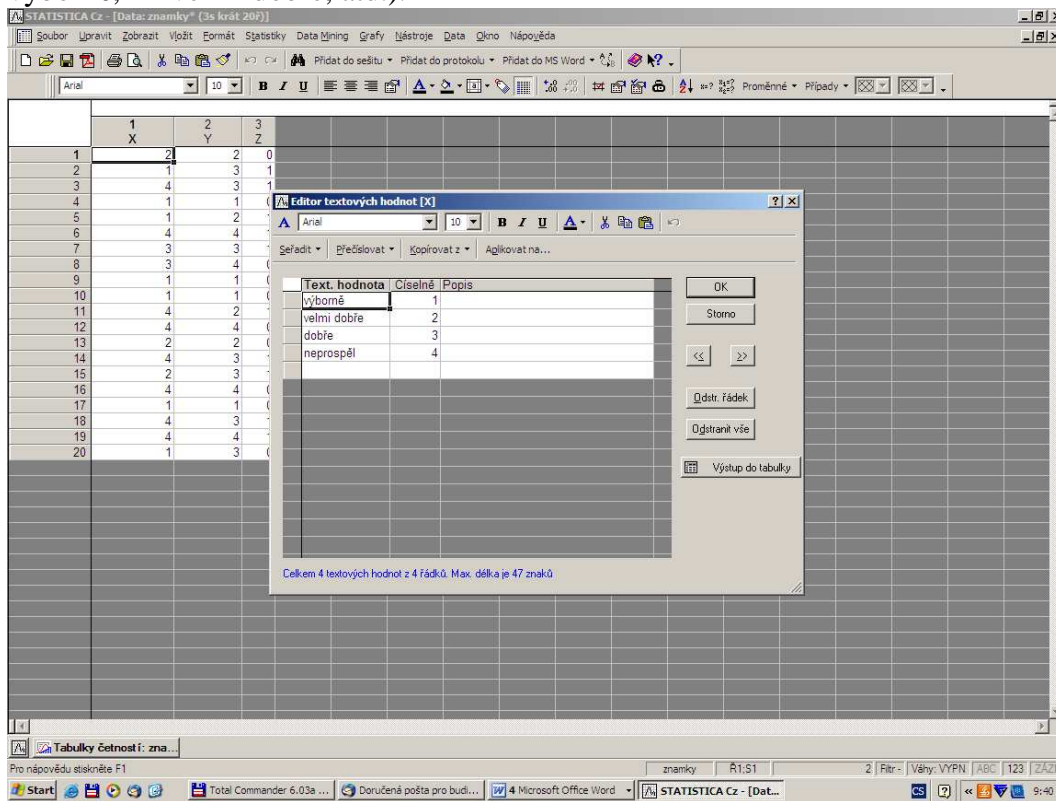 STATISTICA Cz - [Data: znamky* (3s krát 20ř)]
Soubor Upravit Zobrazit Vložit Formát Statistiky Data Mining Grafy Nástroje Data Okno Nápověda
Přidat do sešitu Přidat do protokolu Přidat do MS Word
Arial 10 B I U Proměnné Případy
1 2 3
X Y Z
1 2 2 0
2 1 3 1
3 4 3 1
4 1 1
5 1 2
6 4 4
7 3 3
8 3 4
9 1 1
10 1 1
11 4 2
12 4 4
13 2 2
14 4 3
15 2 3
16 4 4
17 1 1
18 4 3
19 4 4
20 1 3
Editor textových hodnot [X]
A Arial 10 B I U
Seřadit Přečíslovat Kopírovat z Aplikovat na...
Text. hodnota Číselné Popis
výborně 1
velmi dobře 2
dobře 3
neprospěl 4
OK
Storno
<< >>
Odstr. řádek
Odstranit vše
Výstup do tabulky
Celkem 4 textových hodnot z 4 řádků. Max. délka je 47 znaků
Tabulky četností: zna...
Pro nápovědu stiskněte F1 znamky Ř1;S1 2 Filtr - Váhy: VYPN ABC 123 ZÁZ
Start Total Commander 6.03a ... Doručená pošta pro budi... 4 Microsoft Office Word STATISTICA Cz - [Dat... CS 9:40